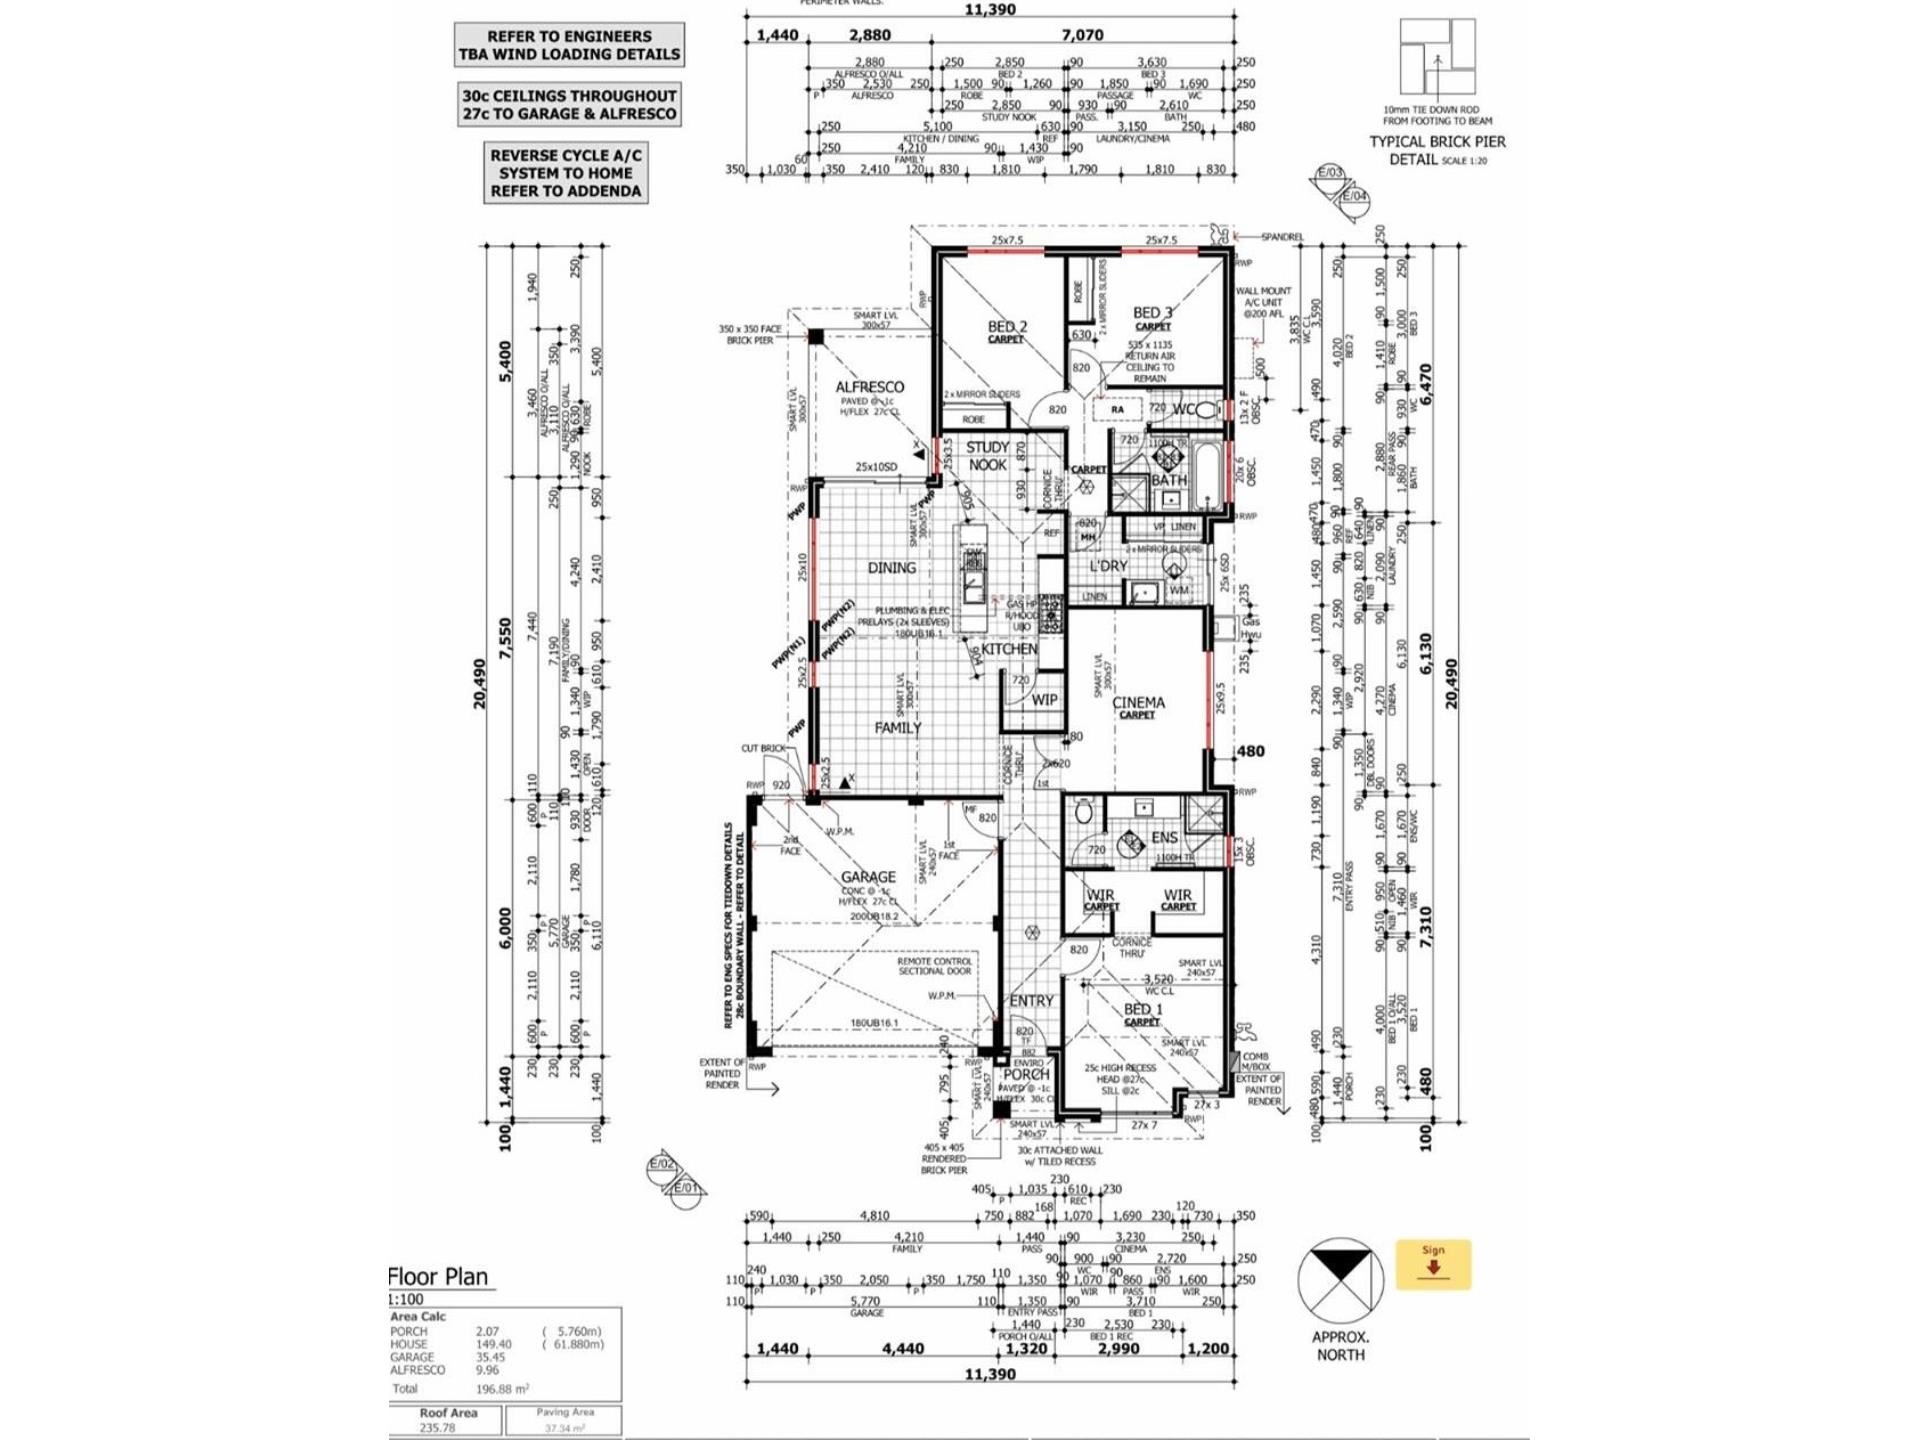 PERIMETER WALLS.
REFER TO ENGINEERS
TBA WIND LOADING DETAILS
30c CEILINGS THROUGHOUT
27c TO GARAGE & ALFRESCO
REVERSE CYCLE A/C
SYSTEM TO HOME
REFER TO ADDENDA
11,390
1,440 2,880 7,070
2,880 250 2,850 90 3,630 250
ALFRESCO O/ALL BED 2 BED 3
350 2,530 250 1,500 90 1,260 90 1,850 90 1,690 250
P ALFRESCO ROBE PASSAGE WC
250 2,850 90 930 90 2,610 250
STUDY NOOK PASS. BATH
250 5,100 630 90 3,150 250 480
KITCHEN / DINING REF LAUNDRY/CINEMA
250 4,210 90 1,430 90
FAMILY WIP
60
350 1,030 350 2,410 120 830 1,810 1,790 1,810 830
10mm TIE DOWN ROD
FROM FOOTING TO BEAM
TYPICAL BRICK PIER
DETAIL SCALE 1:20
E/03
E/04
25x7.5 25x7.5
SPANDREL
RWP
RWP
WALL MOUNT
A/C UNIT
@200 AFL
SMART LVL
300x57
350 x 350 FACE
BRICK PIER
BED 2
CARPET
ROBE
2 x MIRROR SLIDERS
BED 3
CARPET
630
535 x 1135
RETURN AIR
CEILING TO
REMAIN
820
ALFRESCO
PAVED @ -1c
H/FLEX 27c CL
SMART LVL
300x57
2 x MIRROR SLIDERS
ROBE
820
RA
720
WC
13x 2 F
OBSC.
500
X
STUDY
NOOK
870
25x3.5
930
CORNICE
THRU'
CARPET
720
1100H TR
BATH
20x 6
OBSC.
25x10SD
RWP
PWP
PWP
905
SMART LVL
300x57
REF
820
MH
VP LINEN
2 x MIRROR SLIDERS
RWP
25x 6SD
L'DRY
WM
LINEN
DINING
25x10
GAS HP
R/HOOD
UBO
PLUMBING & ELEC
PRELAYS (2x SLEEVES)
180UB16.1
PWP(N2)
PWP(N1)
PWP(N2)
25x2.5
KITCHEN
904
720
WIP
235
Gas
Hwu
235
SMART LVL
300x57
CINEMA
CARPET
25x9.5
SMART LVL
300x57
FAMILY
PWP
CUT BRICK
25x2.5
X
CORNICE
THRU'
80
2x620
1st
480
RWP
RWP
920
MF
820
W.P.M.
2nd
FACE
1st
FACE
SMART LVL
240x57
720
ENS
1100H TR
15x 3
OBSC.
GARAGE
CONC @ -1c
H/FLEX 27c CL
200UB18.2
WIR
CARPET
WIR
CARPET
REFER TO ENG SPECS FOR TIEDOWN DETAILS
28c BOUNDARY WALL - REFER TO DETAIL
REMOTE CONTROL
SECTIONAL DOOR
W.P.M.
180UB16.1
820
CORNICE
THRU'
SMART LVL
240x57
3,520
WC C.L
ENTRY
BED 1
CARPET
SMART LVL
240x57
820
TF
882
ENVIRO
PORCH
PAVED @ -1c
H/FLEX 30c CL
25c HIGH RECESS
HEAD @27c
SILL @2c
COMB
M/BOX
EXTENT OF
PAINTED
RENDER
EXTENT OF
PAINTED
RENDER
RWP
RWP
240
795
405
SMART LVL
240x57
27x 3
27x 7
RWP
SMART LVL
240x57
405 x 405
RENDERED
BRICK PIER
30c ATTACHED WALL
w/ TILED RECESS
20,490
5,400
7,550
6,000
1,440
100
1,940
3,460
ALFRESCO O/ALL
350
3,110
ALFRESCO O/ALL
250
3,390
90 630
ROBE
1,290
NOOK
5,400
950
250
7,440
7,190
FAMILY/DINING
4,240
2,410
950
90
610
1,340
WIP
90
1,790
1,430
OPEN
610
110
110
120
600
P
930
DOOR
2,110
1,780
350
P
5,770
GARAGE
350
P
6,110
2,110
2,110
600
P
600
P
230
230
230
1,440
100
3,835
WC C.L
3,590
250
4,020
BED 2
250
1,500
90
1,410
ROBE
90
250
3,000
BED 3
90
930
WC
90
6,470
490
470
1,450
90
1,800
2,880
REAR PASS
1,860
BATH
470
480
90
960
REF
640
LINEN
90
250
1,450
820
2,090
LAUNDRY
2,590
630
NIB
90
90
1,070
6,130
6,130
90
1,340
WIP
2,920
4,270
CINEMA
2,290
90
1,350
DBL DOORS
840
90
90
250
20,490
1,190
730
1,670
1,670
ENS/WC
90
90
7,310
ENTRY PASS
950
OPEN
1,460
WIR
510
NIB
90
90
7,310
4,310
4,000
BED 1 O/ALL
3,520
BED 1
490
230
590
1,440
PORCH
230
230
480
480
100
100
E/02
E/01
230
405 1,035 610 230
P REC
168 120
590 4,810 750 882 1,070 1,690 230 730 350
1,440 250 4,210 1,440 90 3,230 250
FAMILY PASS CINEMA
90 900 90 2,720 250
WC ENS
240 110 90 90
110 1,030 350 2,050 350 1,750 1,350 1,070 860 90 1,600 250
P P P WIR PASS WIR
110 5,770 110 1,350 90 3,710 250
GARAGE ENTRY PASS BED 1
1,440 230 2,530 230
PORCH O/ALL BED 1 REC
1,440 4,440 1,320 2,990 1,200
11,390
Sign
APPROX.
NORTH
Floor Plan
1:100
Area Calc
PORCH 2.07 ( 5.760m)
HOUSE 149.40 ( 61.880m)
GARAGE 35.45
ALFRESCO 9.96
Total 196.88 m²
Roof Area Paving Area
235.78 37.34 m²